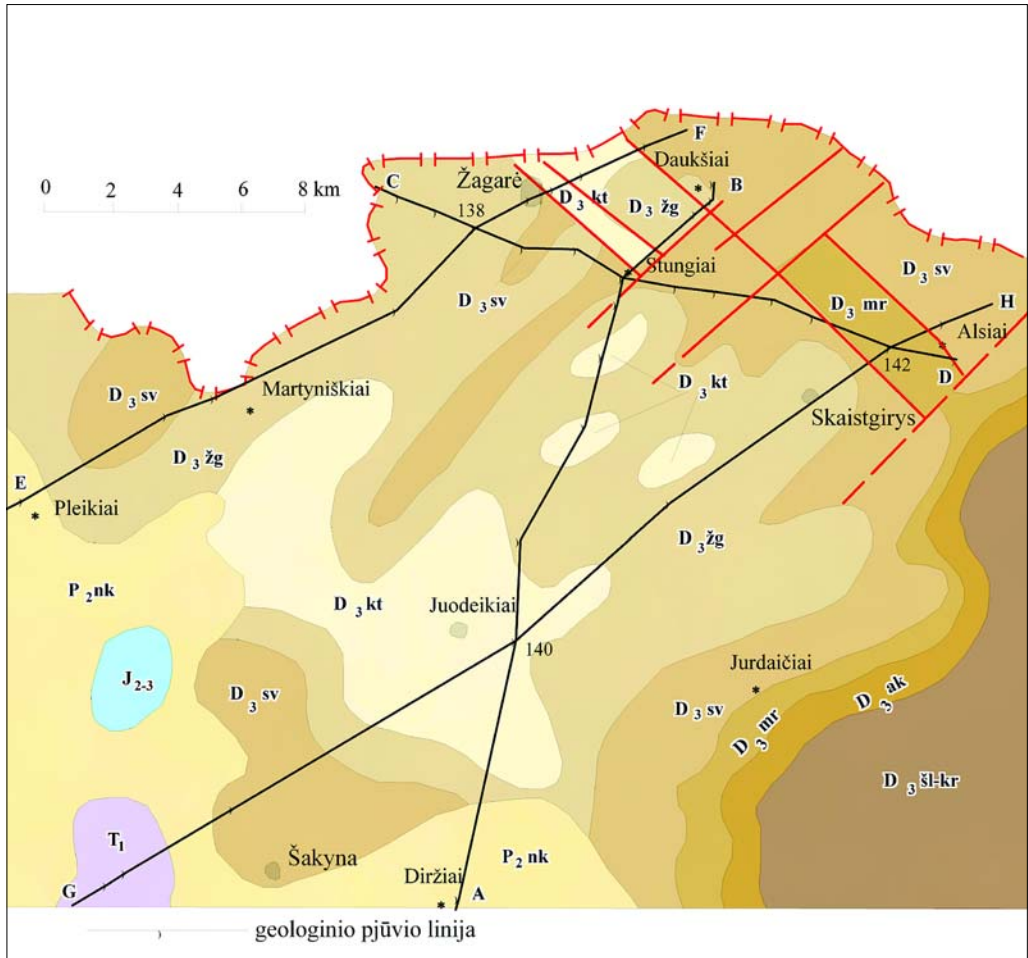 F
Daukšiai
0 2 4 6 8 km
C
Žagarė
B
D3 kt
D3 žg
138
Stungiai
D3 sv
D3 sv
H
D3 mr
Alsiai
142
D
D3 kt
Martyniškiai
D3 sv
Skaistgirys
D3 žg
E
Pleikiai
D3 žg
P2nk
D3 kt
Juodeikiai
140
J2-3
Jurdaičiai
D3 sv
D3 sv
D3 mr
D3 ak
D3 šl-kr
T1
Šakyna
P2 nk
Diržiai
G
A
geologinio pjūvio linija